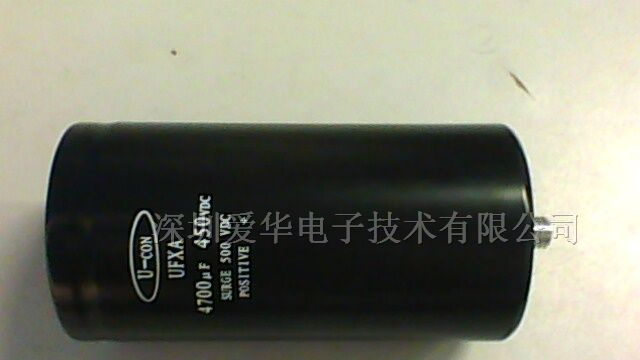 U-CON
UFXA
4700μF 450VDC
SURGE 500 VDC
POSITIVE +
深圳爱华电子技术有限公司